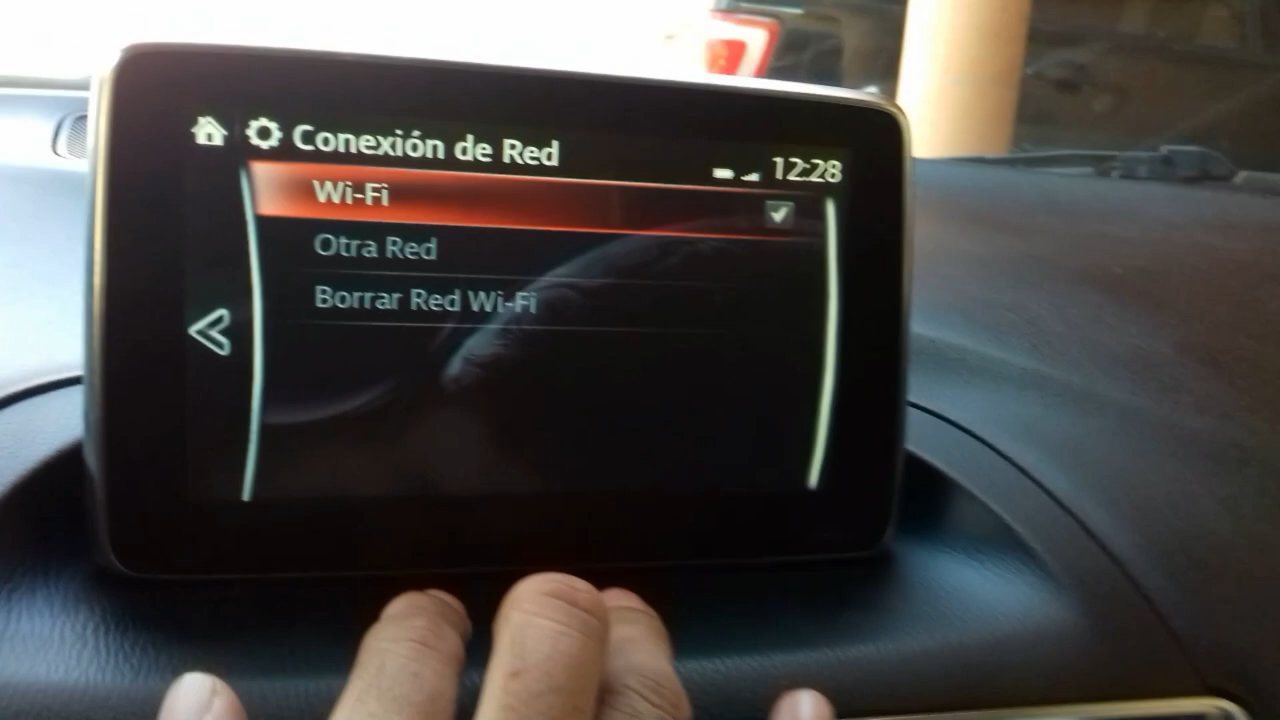 Conexión de Red
12:28
Wi-Fi
Otra Red
Borrar Red Wi-Fi